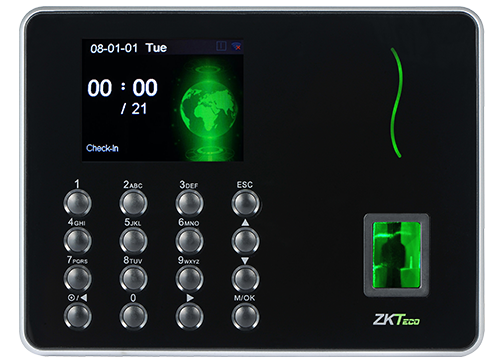 08-01-01 Tue
00 : 00
/ 21
Check-In
1 2ABC 3DEF ESC
4GHI 5JKL 6MNO ▲
7PQRS 8TUV 9WXYZ ▼
⊙/◀ 0 ▶ M/OK
ZKTeco